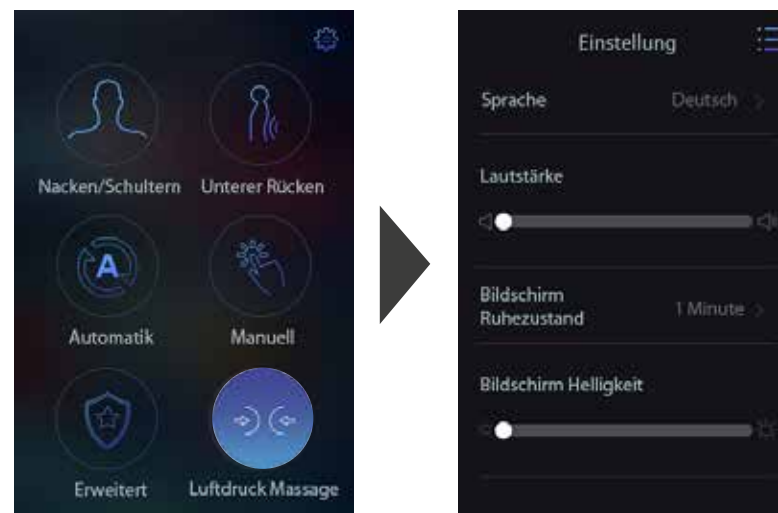 Nacken/Schultern Unterer Rücken
A
Automatik Manuell
Erweitert Luftdruck Massage
Einstellung
Sprache Deutsch >
Lautstärke
Bildschirm
Ruhezustand 1 Minute >
Bildschirm Helligkeit